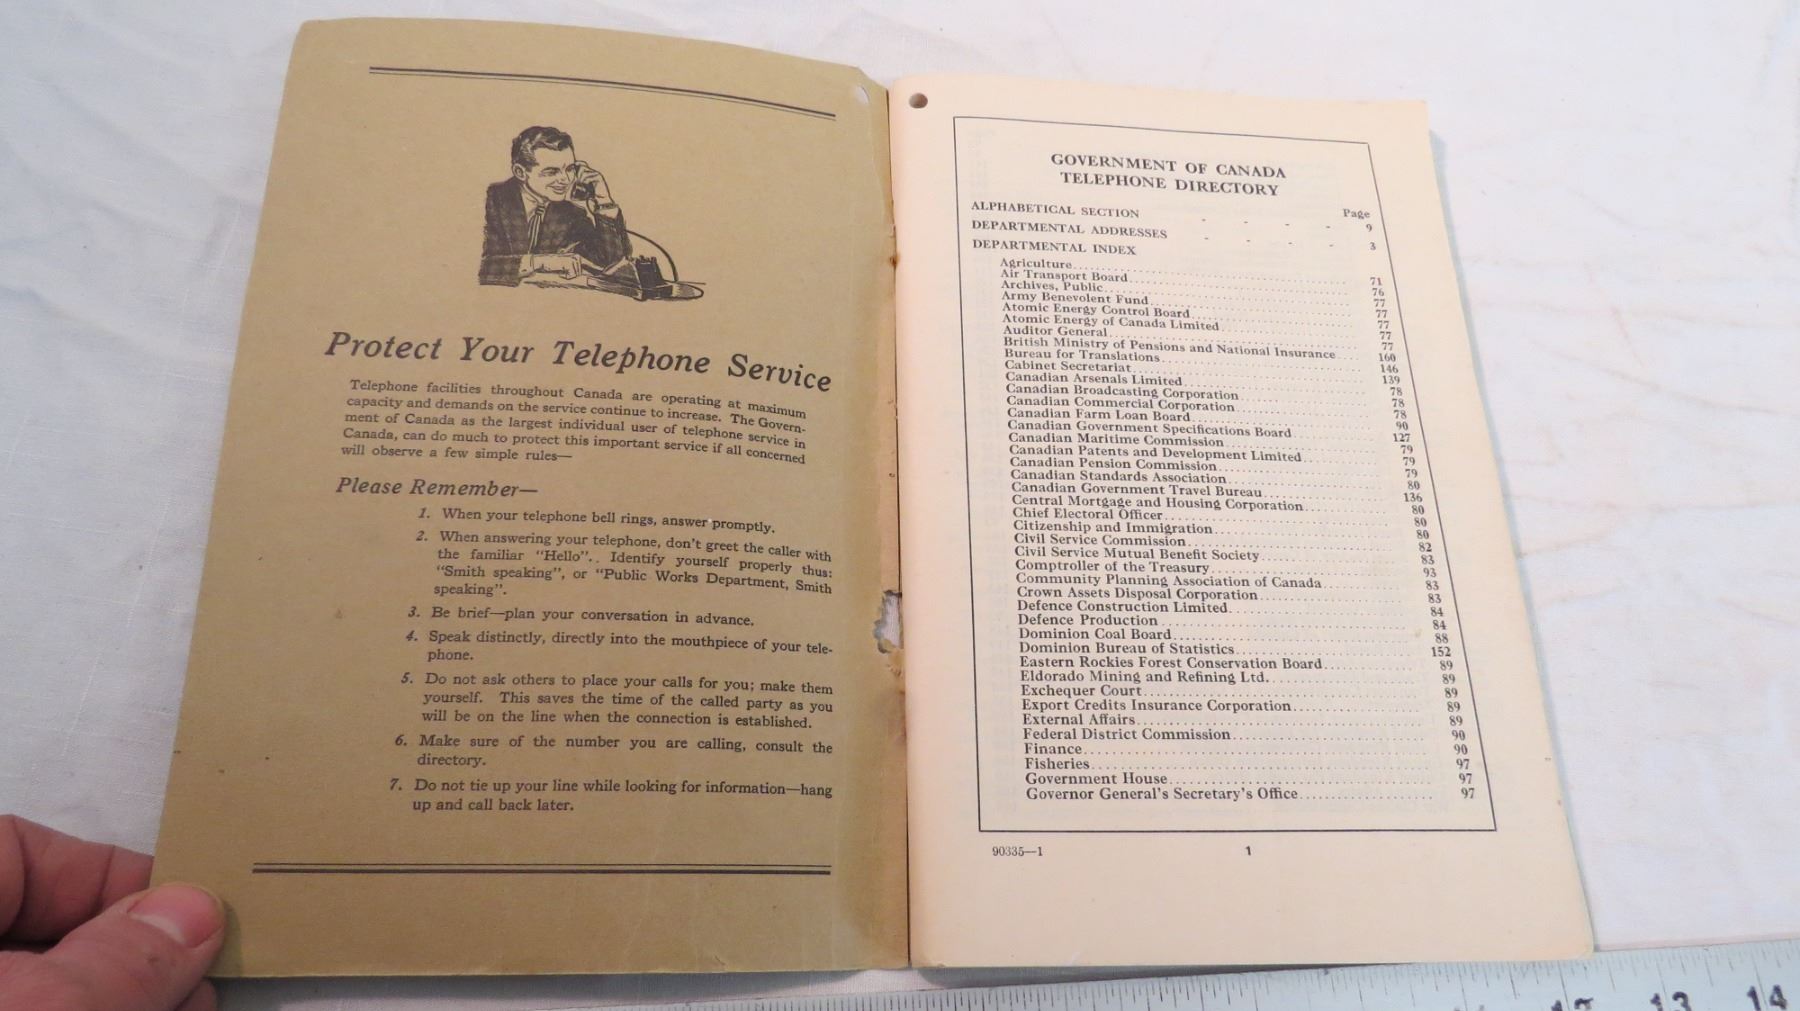 Protect Your Telephone Service
Telephone facilities throughout Canada are operating at maximum
capacity and demands on the service continue to increase. The Govern-
ment of Canada as the largest individual user of telephone service in
Canada, can do much to protect this important service if all concerned
will observe a few simple rules—
Please Remember—
1. When your telephone bell rings, answer promptly.
2. When answering your telephone, don't greet the caller with
the familiar "Hello".. Identify yourself properly thus:
"Smith speaking", or "Public Works Department, Smith
speaking".
3. Be brief—plan your conversation in advance.
4. Speak distinctly, directly into the mouthpiece of your tele-
phone.
5. Do not ask others to place your calls for you; make them
yourself. This saves the time of the called party as you
will be on the line when the connection is established.
6. Make sure of the number you are calling, consult the
directory.
7. Do not tie up your line while looking for information—hang
up and call back later.
GOVERNMENT OF CANADA
TELEPHONE DIRECTORY
Page
ALPHABETICAL SECTION - - - - 9
DEPARTMENTAL ADDRESSES - - - - 3
DEPARTMENTAL INDEX
Agriculture 71
Air Transport Board 76
Archives, Public 77
Army Benevolent Fund 77
Atomic Energy Control Board 77
Atomic Energy of Canada Limited 77
Auditor General 77
British Ministry of Pensions and National Insurance 160
Bureau for Translations 146
Cabinet Secretariat 139
Canadian Arsenals Limited 78
Canadian Broadcasting Corporation 78
Canadian Commercial Corporation 78
Canadian Farm Loan Board 90
Canadian Government Specifications Board 127
Canadian Maritime Commission 79
Canadian Patents and Development Limited 79
Canadian Pension Commission 79
Canadian Standards Association 80
Canadian Government Travel Bureau 136
Central Mortgage and Housing Corporation 80
Chief Electoral Officer 80
Citizenship and Immigration 80
Civil Service Commission 82
Civil Service Mutual Benefit Society 83
Comptroller of the Treasury 93
Community Planning Association of Canada 83
Crown Assets Disposal Corporation 83
Defence Construction Limited 84
Defence Production 84
Dominion Coal Board 88
Dominion Bureau of Statistics 152
Eastern Rockies Forest Conservation Board 89
Eldorado Mining and Refining Ltd. 89
Exchequer Court 89
Export Credits Insurance Corporation 89
External Affairs 89
Federal District Commission 90
Finance 90
Fisheries 97
Government House 97
Governor General's Secretary's Office 97
90335—1
1
13 14